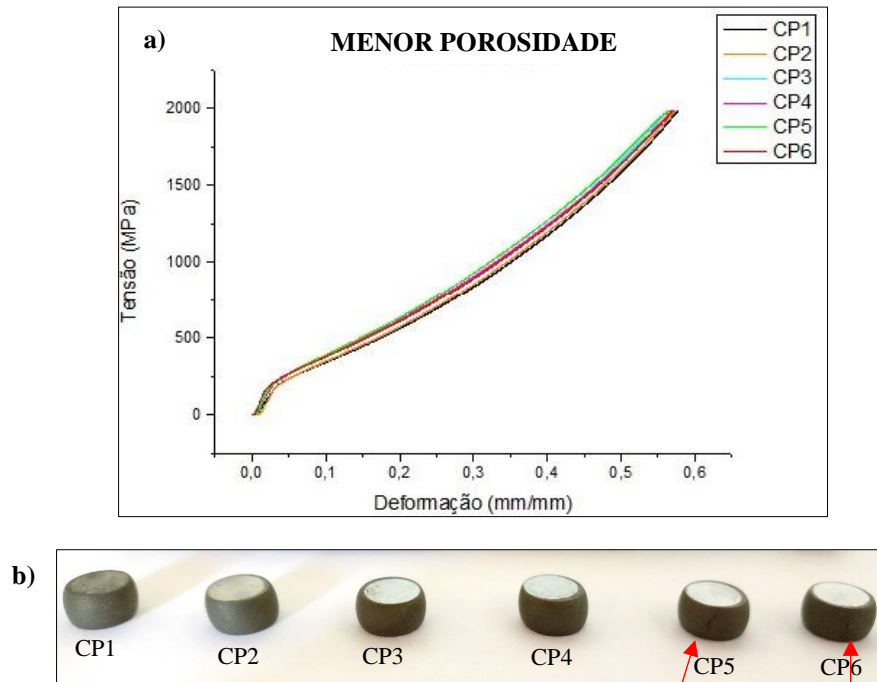 a)
MENOR POROSIDADE
CP1
CP2
CP3
CP4
CP5
CP6
2000
1500
1000
500
0
Tensão (MPa)
0,0 0,1 0,2 0,3 0,4 0,5 0,6
Deformação (mm/mm)
b)
CP1 CP2 CP3 CP4 CP5 CP6